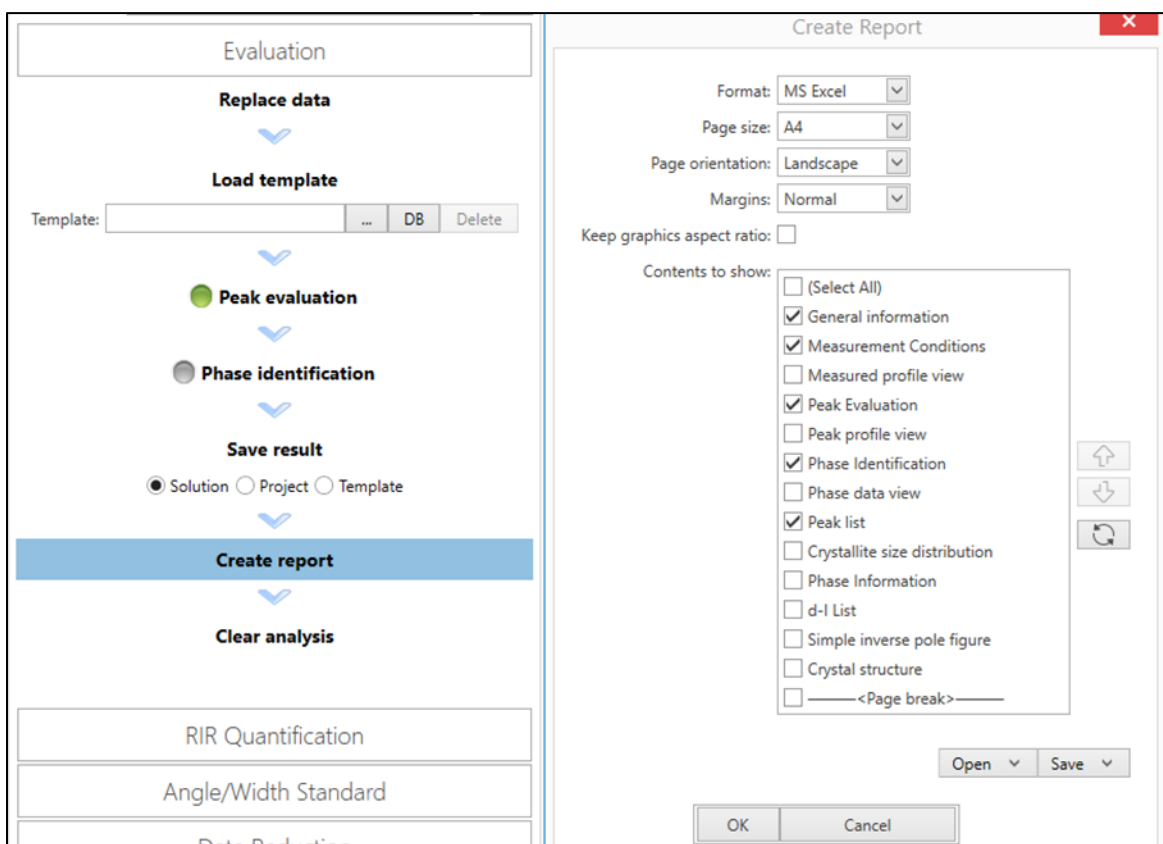 Evaluation
Replace data
Load template
Template:
...
DB
Delete
Peak evaluation
Phase identification
Save result
Solution
Project
Template
Create report
Clear analysis
RIR Quantification
Angle/Width Standard
Data Reduction
Create Report
Format: MS Excel
Page size: A4
Page orientation: Landscape
Margins: Normal
Keep graphics aspect ratio:
Contents to show:
(Select All)
General information
Measurement Conditions
Measured profile view
Peak Evaluation
Peak profile view
Phase Identification
Phase data view
Peak list
Crystallite size distribution
Phase Information
d-I List
Simple inverse pole figure
Crystal structure
———<Page break>———
Open
Save
OK
Cancel